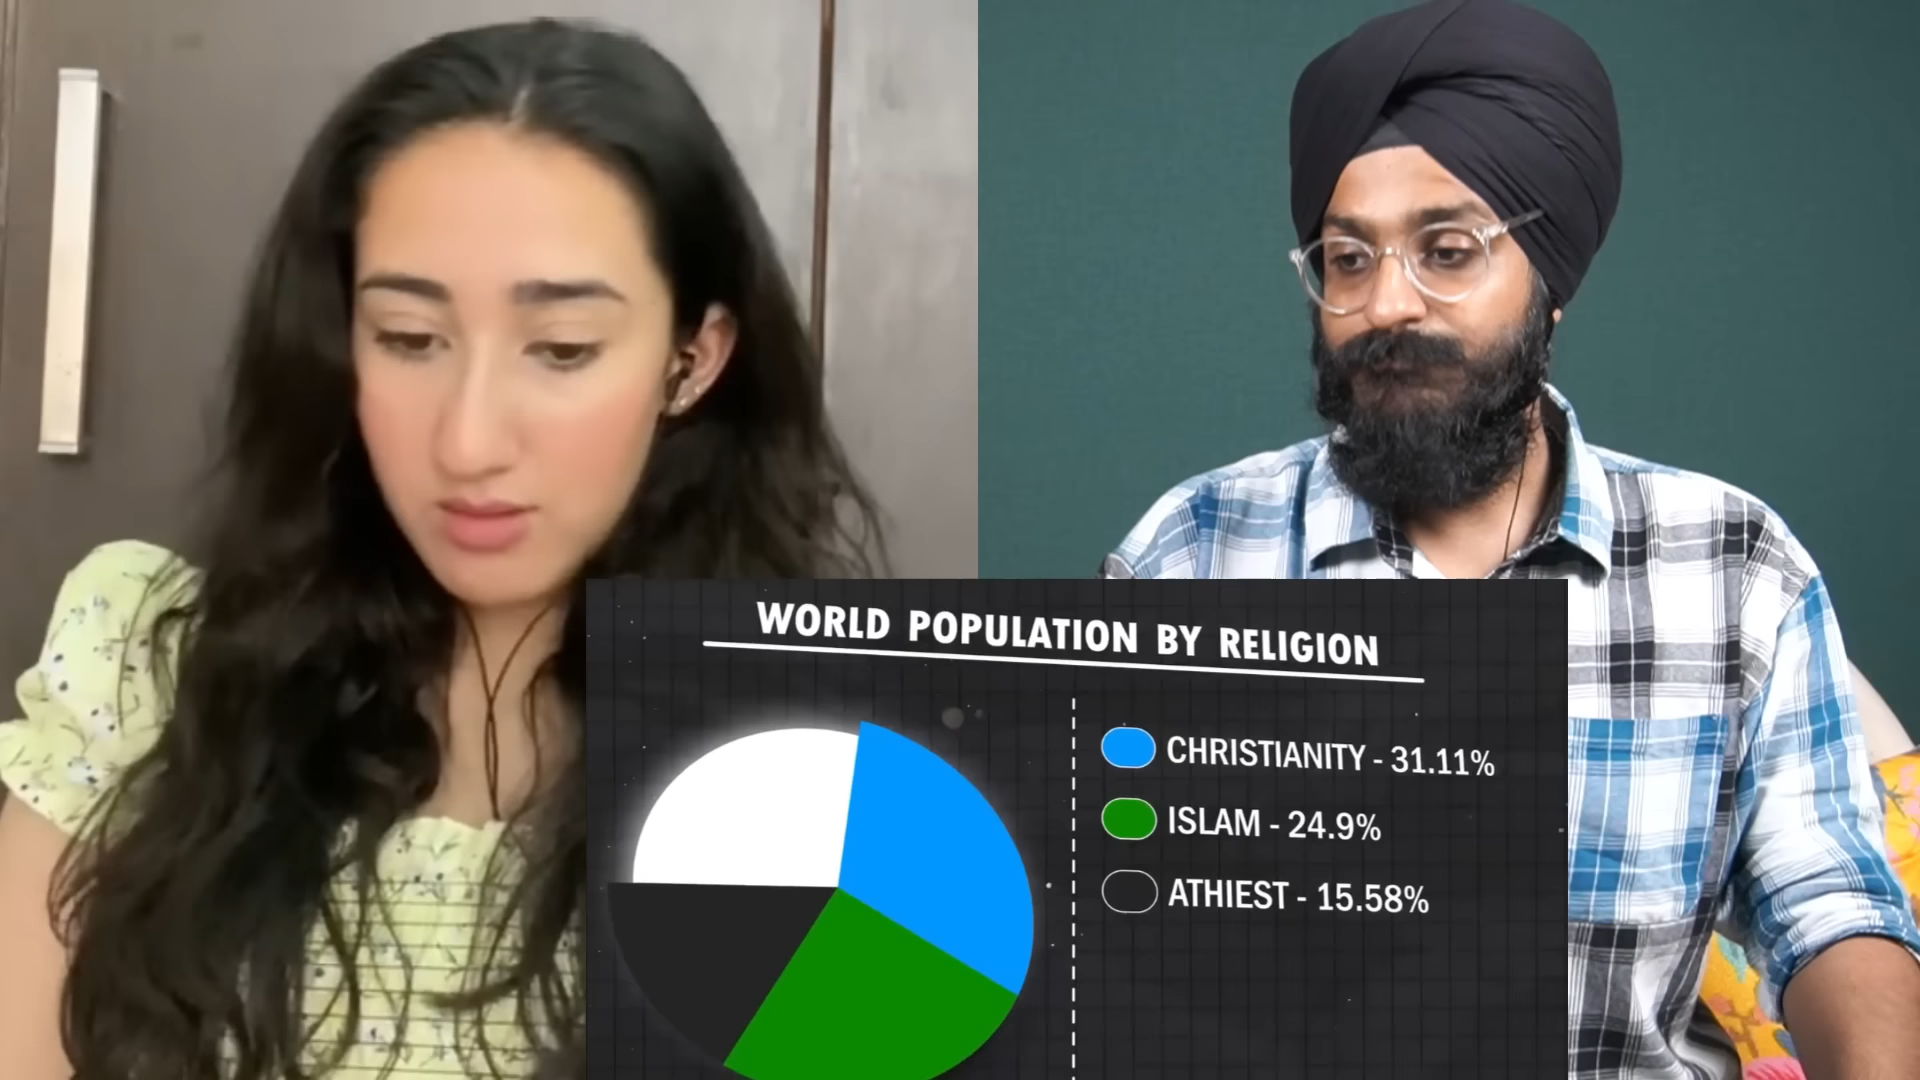 WORLD POPULATION BY RELIGION
CHRISTIANITY - 31.11%
ISLAM - 24.9%
ATHIEST - 15.58%